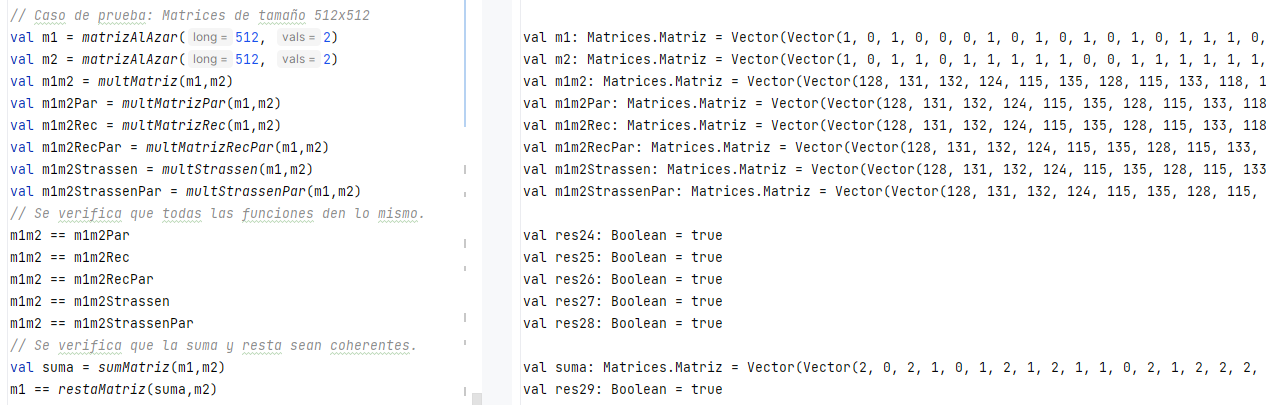 // Caso de prueba: Matrices de tamaño 512x512
val m1 = matrizAlAzar( long = 512, vals = 2)
val m2 = matrizAlAzar( long = 512, vals = 2)
val m1m2 = multMatriz(m1,m2)
val m1m2Par = multMatrizPar(m1,m2)
val m1m2Rec = multMatrizRec(m1,m2)
val m1m2RecPar = multMatrizRecPar(m1,m2)
val m1m2Strassen = multStrassen(m1,m2)
val m1m2StrassenPar = multStrassenPar(m1,m2)
// Se verifica que todas las funciones den lo mismo.
m1m2 == m1m2Par
m1m2 == m1m2Rec
m1m2 == m1m2RecPar
m1m2 == m1m2Strassen
m1m2 == m1m2StrassenPar
// Se verifica que la suma y resta sean coherentes.
val suma = sumMatriz(m1,m2)
m1 == restaMatriz(suma,m2)
val m1: Matrices.Matriz = Vector(Vector(1, 0, 1, 0, 0, 0, 1, 0, 1, 0, 1, 0, 1, 0, 1, 1, 1, 0,
val m2: Matrices.Matriz = Vector(Vector(1, 0, 1, 1, 0, 1, 1, 1, 1, 1, 0, 0, 1, 1, 1, 1, 1, 1,
val m1m2: Matrices.Matriz = Vector(Vector(128, 131, 132, 124, 115, 135, 128, 115, 133, 118, 1
val m1m2Par: Matrices.Matriz = Vector(Vector(128, 131, 132, 124, 115, 135, 128, 115, 133, 118
val m1m2Rec: Matrices.Matriz = Vector(Vector(128, 131, 132, 124, 115, 135, 128, 115, 133, 118
val m1m2RecPar: Matrices.Matriz = Vector(Vector(128, 131, 132, 124, 115, 135, 128, 115, 133,
val m1m2Strassen: Matrices.Matriz = Vector(Vector(128, 131, 132, 124, 115, 135, 128, 115, 133
val m1m2StrassenPar: Matrices.Matriz = Vector(Vector(128, 131, 132, 124, 115, 135, 128, 115,
val res24: Boolean = true
val res25: Boolean = true
val res26: Boolean = true
val res27: Boolean = true
val res28: Boolean = true
val suma: Matrices.Matriz = Vector(Vector(2, 0, 2, 1, 0, 1, 2, 1, 2, 1, 1, 0, 2, 1, 2, 2, 2,
val res29: Boolean = true